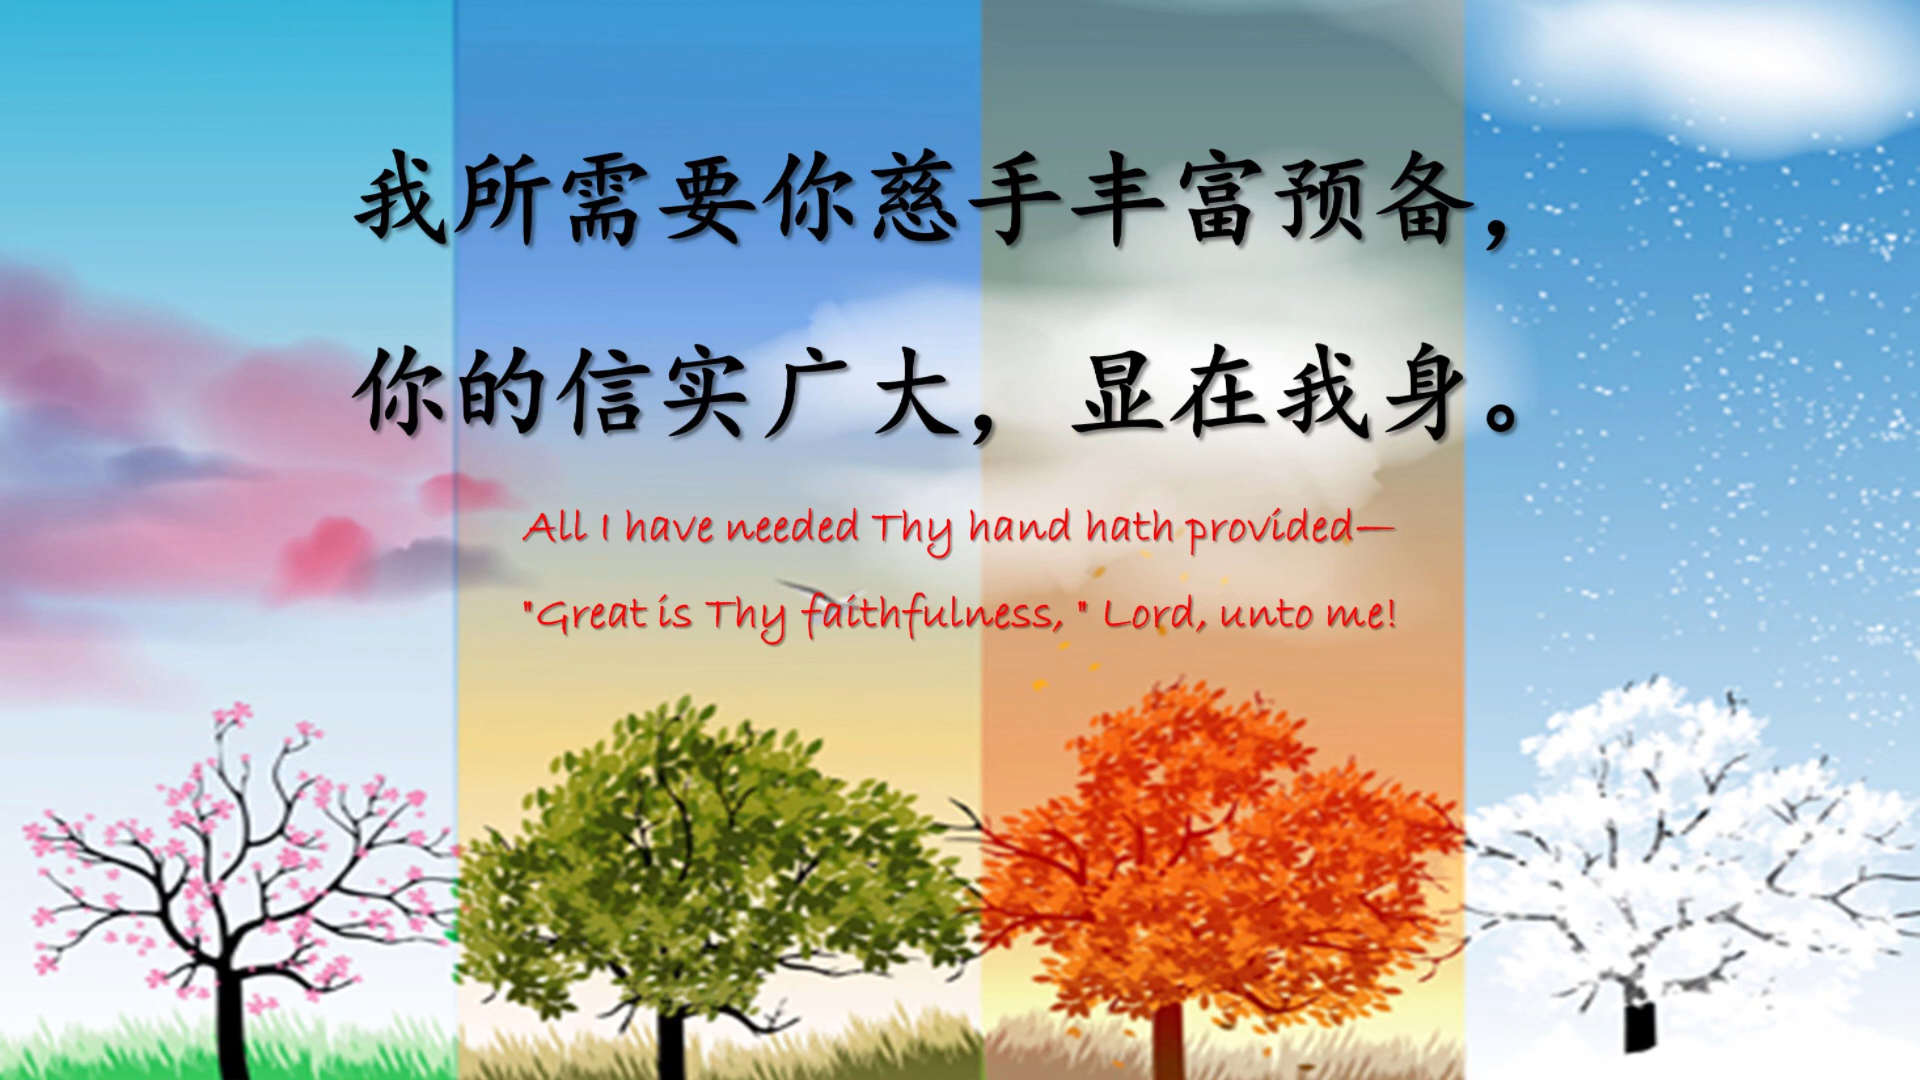 我所需要你慈手丰富预备，
你的信实广大，显在我身。
All I have needed Thy hand hath provided—
"Great is Thy faithfulness, " Lord, unto me!